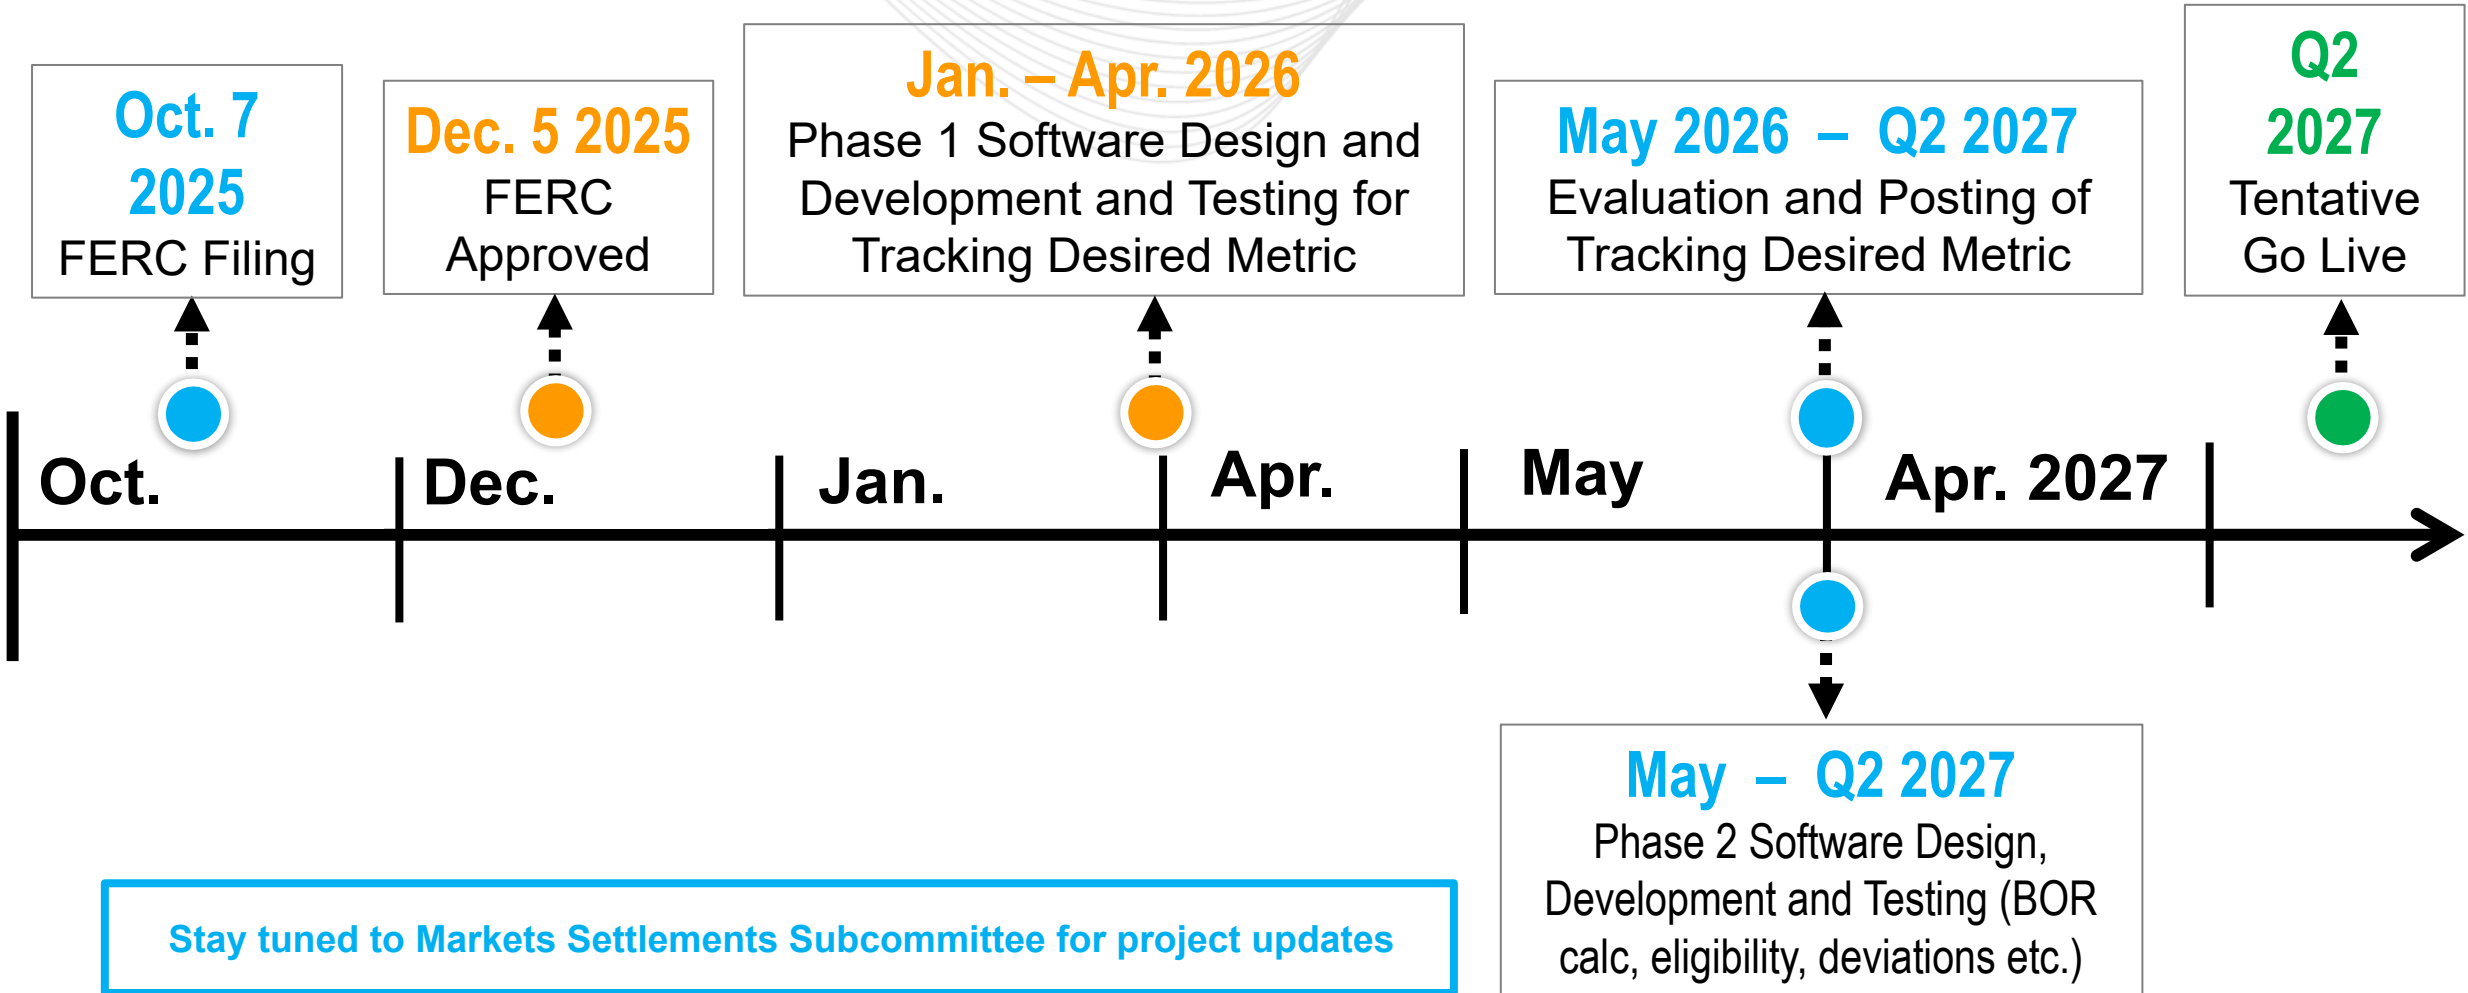 Oct. 7
2025
FERC Filing
Dec. 5 2025
FERC
Approved
Jan. – Apr. 2026
Phase 1 Software Design and
Development and Testing for
Tracking Desired Metric
May 2026 – Q2 2027
Evaluation and Posting of
Tracking Desired Metric
Q2
2027
Tentative
Go Live
Oct.
Dec.
Jan.
Apr.
May
Apr. 2027
May – Q2 2027
Phase 2 Software Design,
Development and Testing (BOR
calc, eligibility, deviations etc.)
Stay tuned to Markets Settlements Subcommittee for project updates